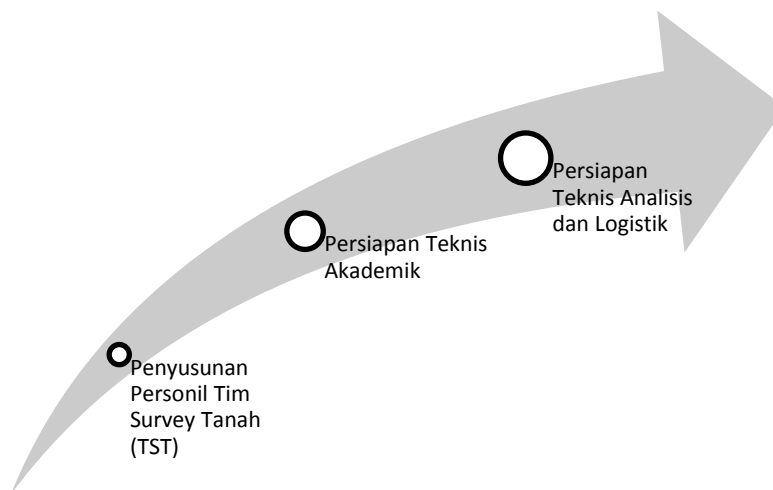 Persiapan
Teknis Analisis
dan Logistik
Persiapan Teknis
Akademik
Penyusunan
Personil Tim
Survey Tanah
(TST)